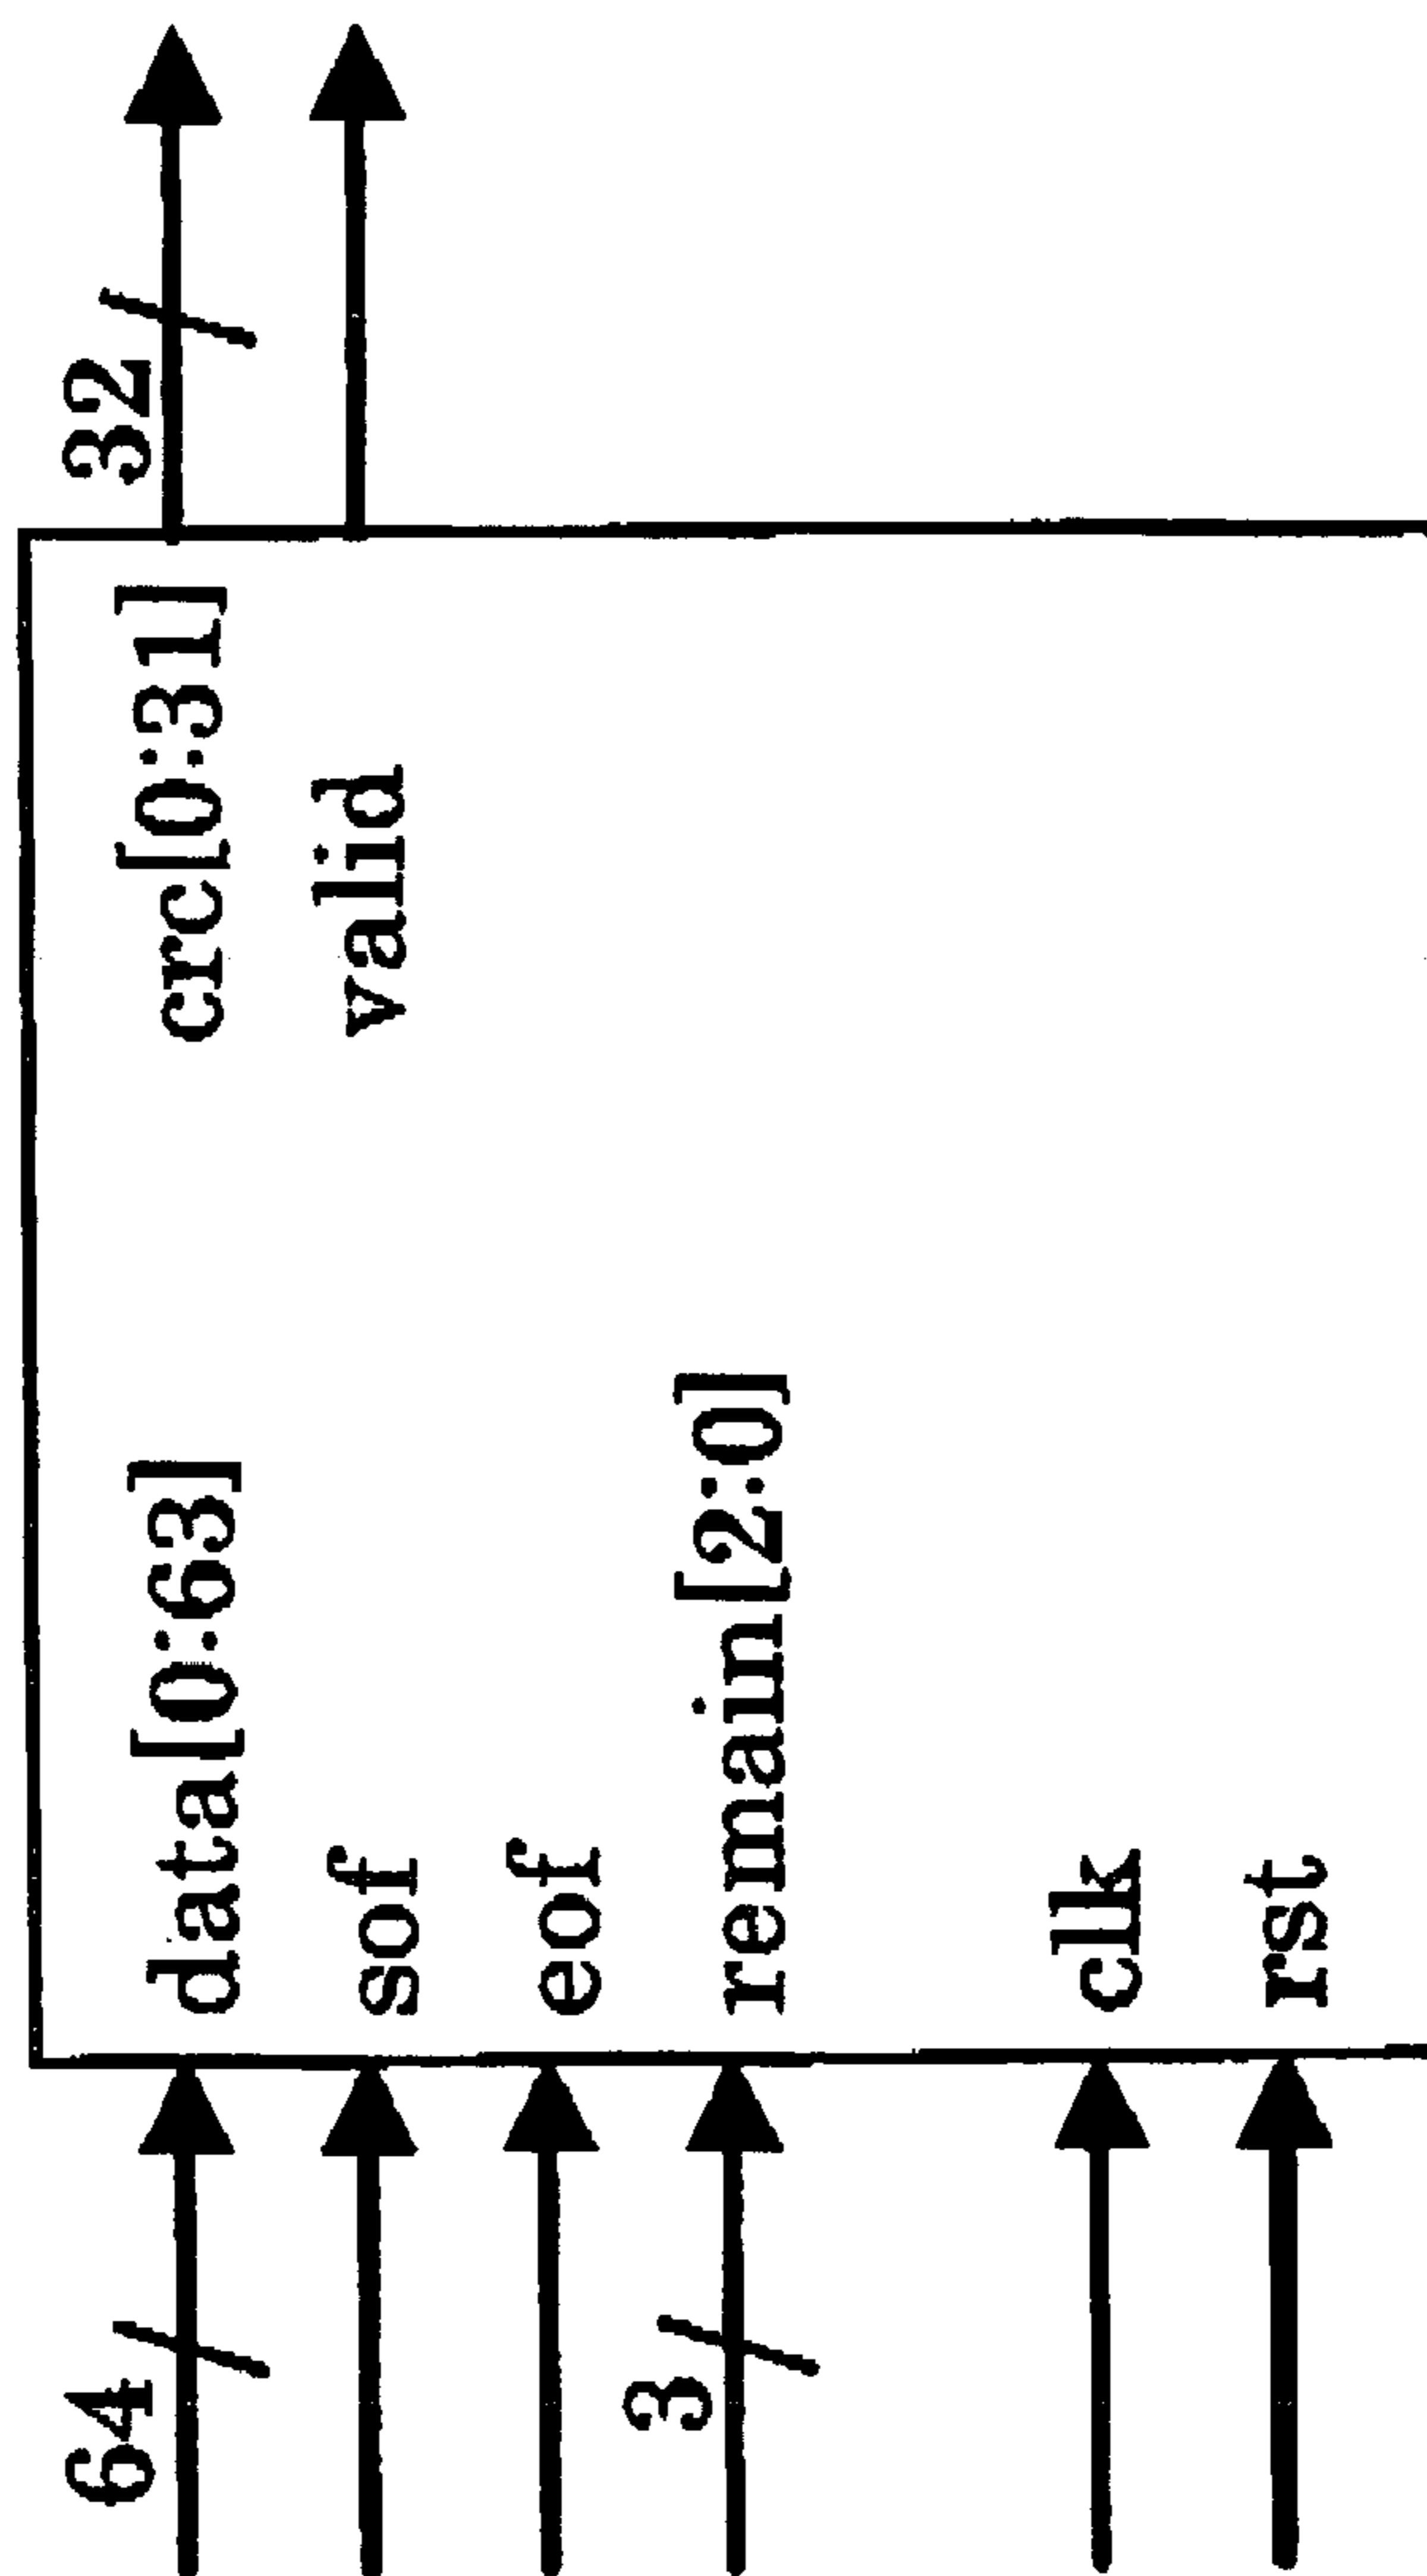 64
data[0:63]
crc[0:31]
32
sof
valid
eof
3
remain[2:0]
clk
rst